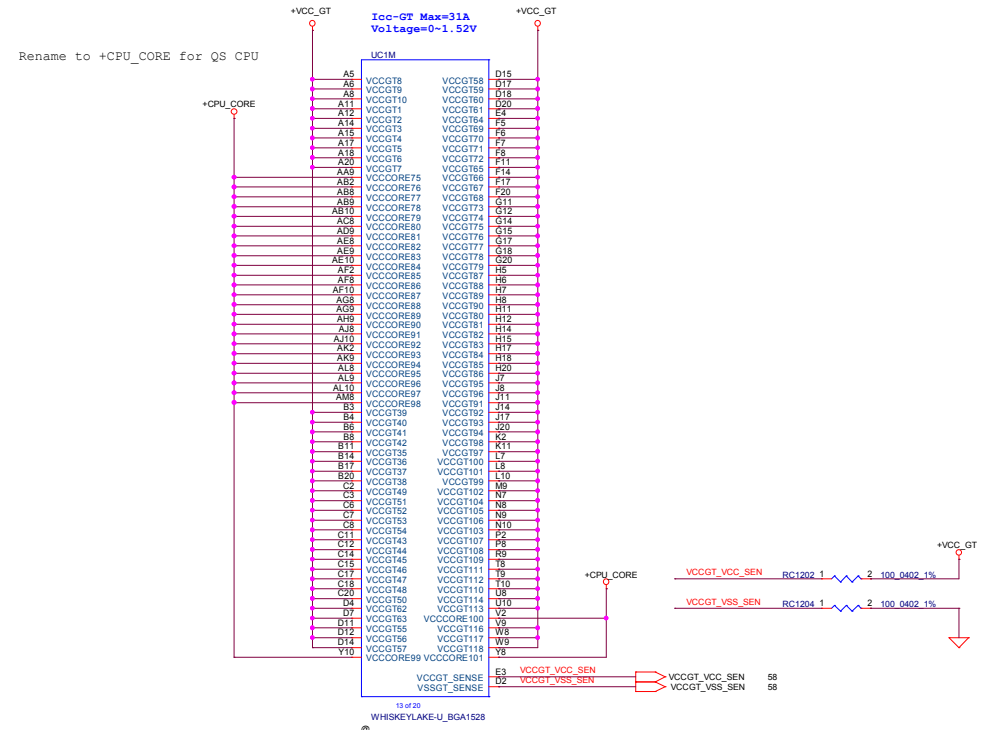 +VCC_GT
Icc-GT Max=31A
Voltage=0~1.52V
+VCC_GT
Rename to +CPU_CORE for QS CPU
UC1M
+CPU_CORE
A5 VCCGT8 VCCGT58 D15
A6 VCCGT9 VCCGT59 D17
A8 VCCGT10 VCCGT60 D18
A11 VCCGT1 VCCGT61 D20
A12 VCCGT2 VCCGT64 E4
A14 VCCGT3 VCCGT69 F5
A15 VCCGT4 VCCGT70 F6
A17 VCCGT5 VCCGT71 F7
A18 VCCGT6 VCCGT72 F8
A20 VCCGT7 VCCGT65 F11
AA9 VCCCORE75 VCCGT66 F14
AB2 VCCCORE76 VCCGT67 F17
AB8 VCCCORE77 VCCGT68 F20
AB9 VCCCORE78 VCCGT73 G11
AB10 VCCCORE79 VCCGT74 G12
AC8 VCCCORE80 VCCGT75 G14
AD9 VCCCORE81 VCCGT76 G15
AE8 VCCCORE82 VCCGT77 G17
AE9 VCCCORE83 VCCGT78 G18
AE10 VCCCORE84 VCCGT79 G20
AF2 VCCCORE85 VCCGT87 H5
AF8 VCCCORE86 VCCGT88 H6
AF10 VCCCORE87 VCCGT89 H7
AG8 VCCCORE88 VCCGT90 H8
AG9 VCCCORE89 VCCGT80 H11
AH9 VCCCORE90 VCCGT81 H12
AJ8 VCCCORE91 VCCGT82 H14
AJ10 VCCCORE92 VCCGT83 H15
AK2 VCCCORE93 VCCGT84 H17
AK9 VCCCORE94 VCCGT85 H18
AL8 VCCCORE95 VCCGT86 H20
AL9 VCCCORE96 VCCGT95 J7
AL10 VCCCORE97 VCCGT96 J8
AM8 VCCCORE98 VCCGT91 J11
B3 VCCGT39 VCCGT92 J14
B4 VCCGT40 VCCGT93 J17
B6 VCCGT41 VCCGT94 J20
B8 VCCGT42 VCCGT98 K2
B11 VCCGT35 VCCGT97 K11
B14 VCCGT36 VCCGT100 L7
B17 VCCGT37 VCCGT101 L8
B20 VCCGT38 VCCGT99 L10
C2 VCCGT49 VCCGT102 M9
C3 VCCGT51 VCCGT104 N7
C6 VCCGT52 VCCGT105 N8
C7 VCCGT53 VCCGT106 N9
C8 VCCGT54 VCCGT103 N10
C11 VCCGT43 VCCGT107 P2
C12 VCCGT44 VCCGT108 P8
C14 VCCGT45 VCCGT109 R9
C15 VCCGT46 VCCGT111 T8
C17 VCCGT47 VCCGT112 T9
C18 VCCGT48 VCCGT110 T10
C20 VCCGT50 VCCGT114 U8
D4 VCCGT62 VCCGT113 U10
D7 VCCGT63 VCCCORE100 V2
D11 VCCGT55 VCCGT116 V9
D12 VCCGT56 VCCGT117 W8
D14 VCCGT57 VCCGT118 W9
Y10 VCCCORE99 VCCCORE101 Y8
+CPU_CORE
+VCC_GT
VCCGT_VCC_SEN RC1202 1 2 100_0402_1%
VCCGT_VSS_SEN RC1204 1 2 100_0402_1%
VCCGT_SENSE E3 VCCGT_VCC_SEN VCCGT_VCC_SEN 58
VSSGT_SENSE D2 VCCGT_VSS_SEN VCCGT_VSS_SEN 58
13 of 20
WHISKEYLAKE-U_BGA1528
@